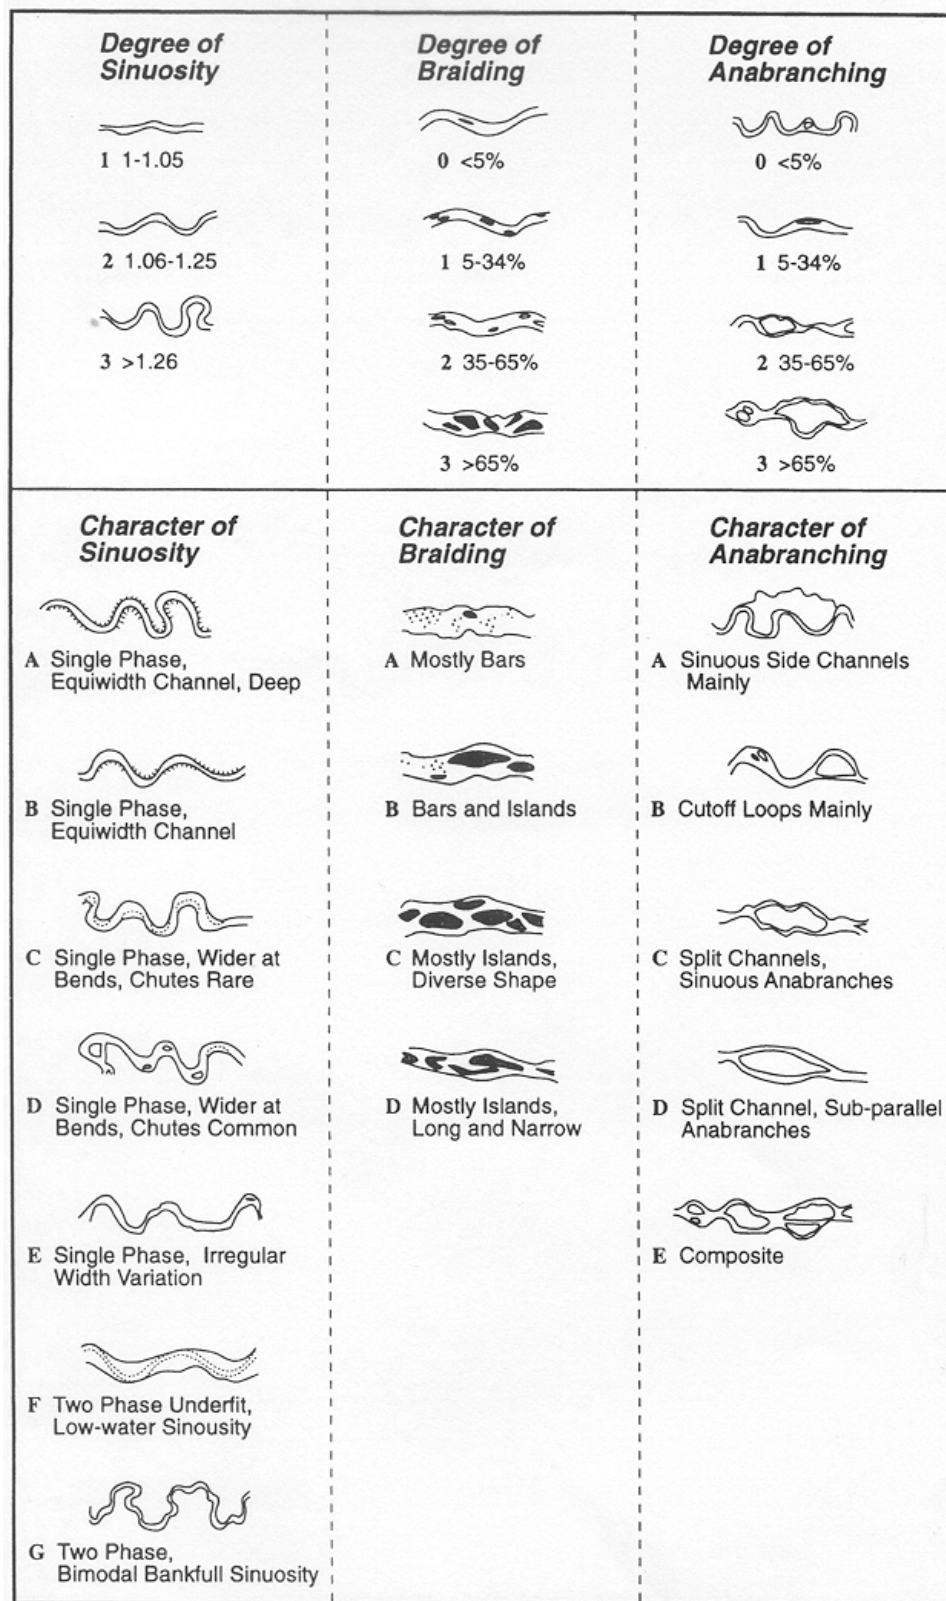 Degree of
Sinuosity
1 1-1.05
2 1.06-1.25
3 >1.26
Degree of
Braiding
0 <5%
1 5-34%
2 35-65%
3 >65%
Degree of
Anabranching
0 <5%
1 5-34%
2 35-65%
3 >65%
Character of
Sinuosity
A Single Phase,
Equiwidth Channel, Deep
B Single Phase,
Equiwidth Channel
C Single Phase, Wider at
Bends, Chutes Rare
D Single Phase, Wider at
Bends, Chutes Common
E Single Phase, Irregular
Width Variation
F Two Phase Underfit,
Low-water Sinousity
G Two Phase,
Bimodal Bankfull Sinuosity
Character of
Braiding
A Mostly Bars
B Bars and Islands
C Mostly Islands,
Diverse Shape
D Mostly Islands,
Long and Narrow
Character of
Anabranching
A Sinuous Side Channels
Mainly
B Cutoff Loops Mainly
C Split Channels,
Sinuous Anabranches
D Split Channel, Sub-parallel
Anabranches
E Composite